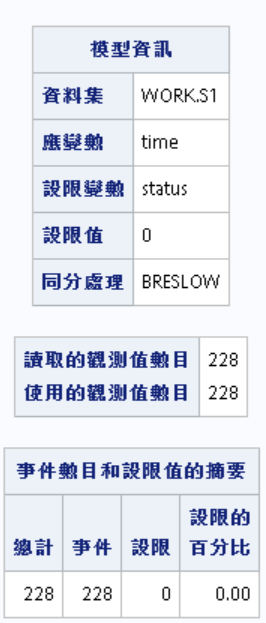 模型資訊
資料集 WORK.S1
應變數 time
設限變數 status
設限值 0
同分處理 BRESLOW
讀取的觀測值數目 228
使用的觀測值數目 228
事件數目和設限值的摘要
總計 事件 設限 設限的
百分比
228 228 0 0.00